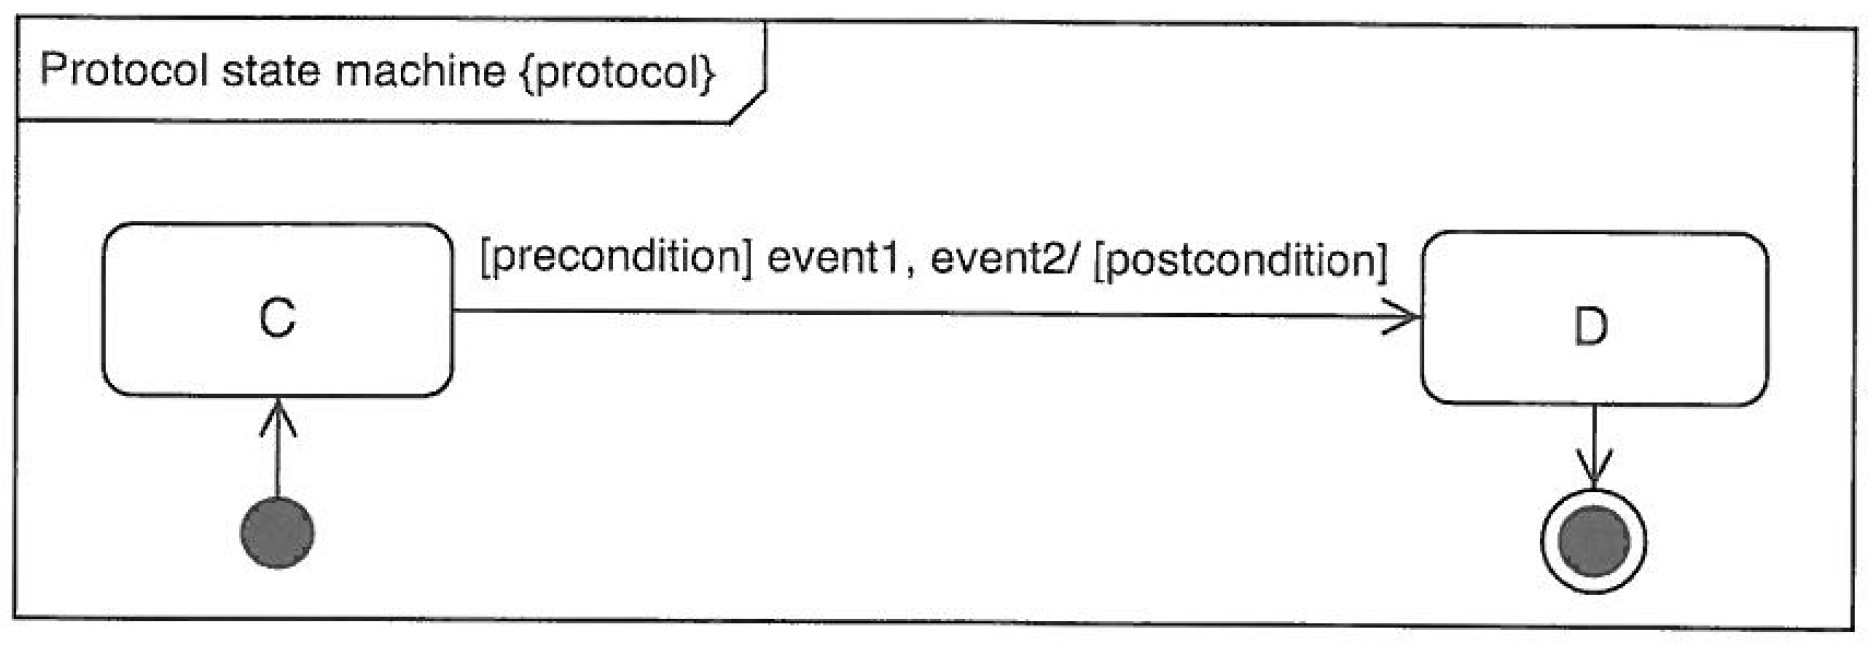 Protocol state machine {protocol}
[precondition] event1, event2/ [postcondition]
C
D